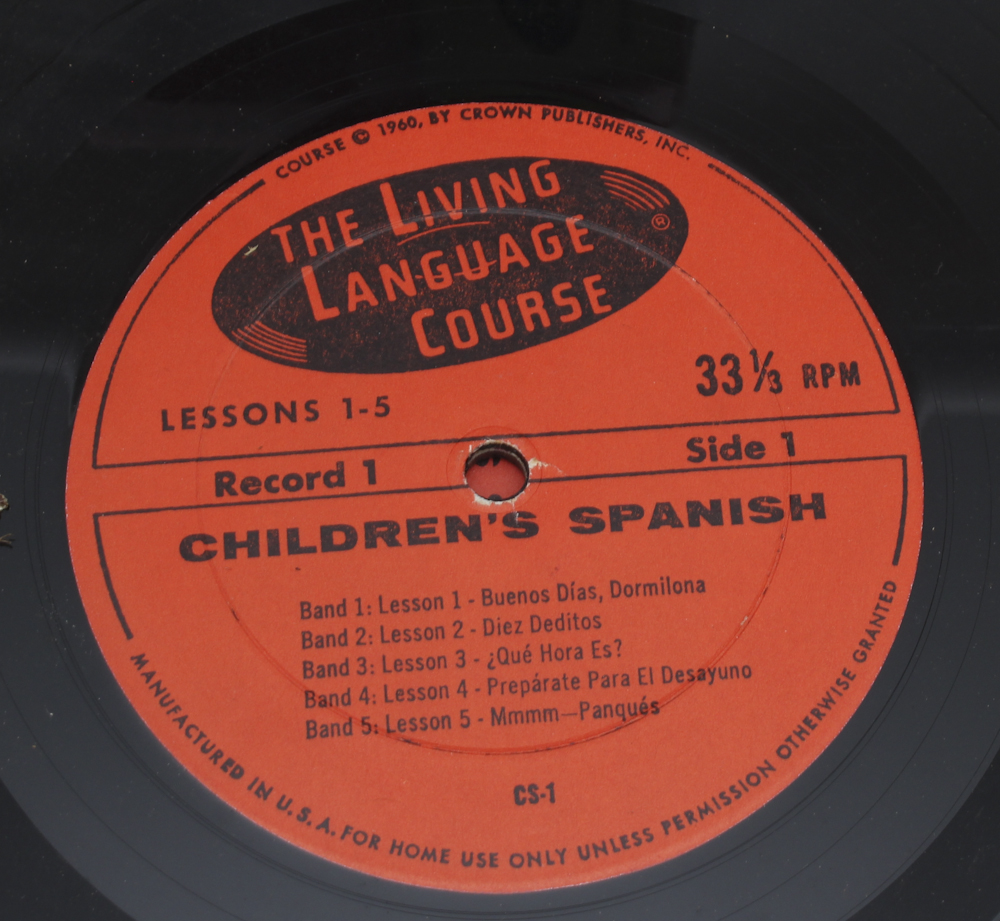 COURSE © 1960, BY CROWN PUBLISHERS, INC.
THE LIVING
LANGUAGE ®
COURSE
33 ⅓ RPM
LESSONS 1-5
Record 1 Side 1
CHILDREN'S SPANISH
Band 1: Lesson 1 - Buenos Días, Dormilona
Band 2: Lesson 2 - Diez Deditos
Band 3: Lesson 3 - ¿Qué Hora Es?
Band 4: Lesson 4 - Prepárate Para El Desayuno
Band 5: Lesson 5 - Mmmm—Panqués
CS-1
MANUFACTURED IN U.S.A. FOR HOME USE ONLY UNLESS PERMISSION OTHERWISE GRANTED